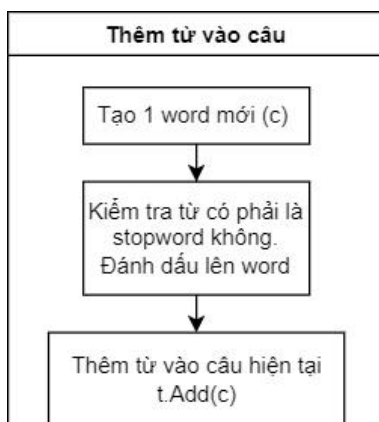 Thêm từ vào câu
Tạo 1 word mới (c)
Kiểm tra từ có phải là
stopword không.
Đánh dấu lên word
Thêm từ vào câu hiện tại
t.Add(c)